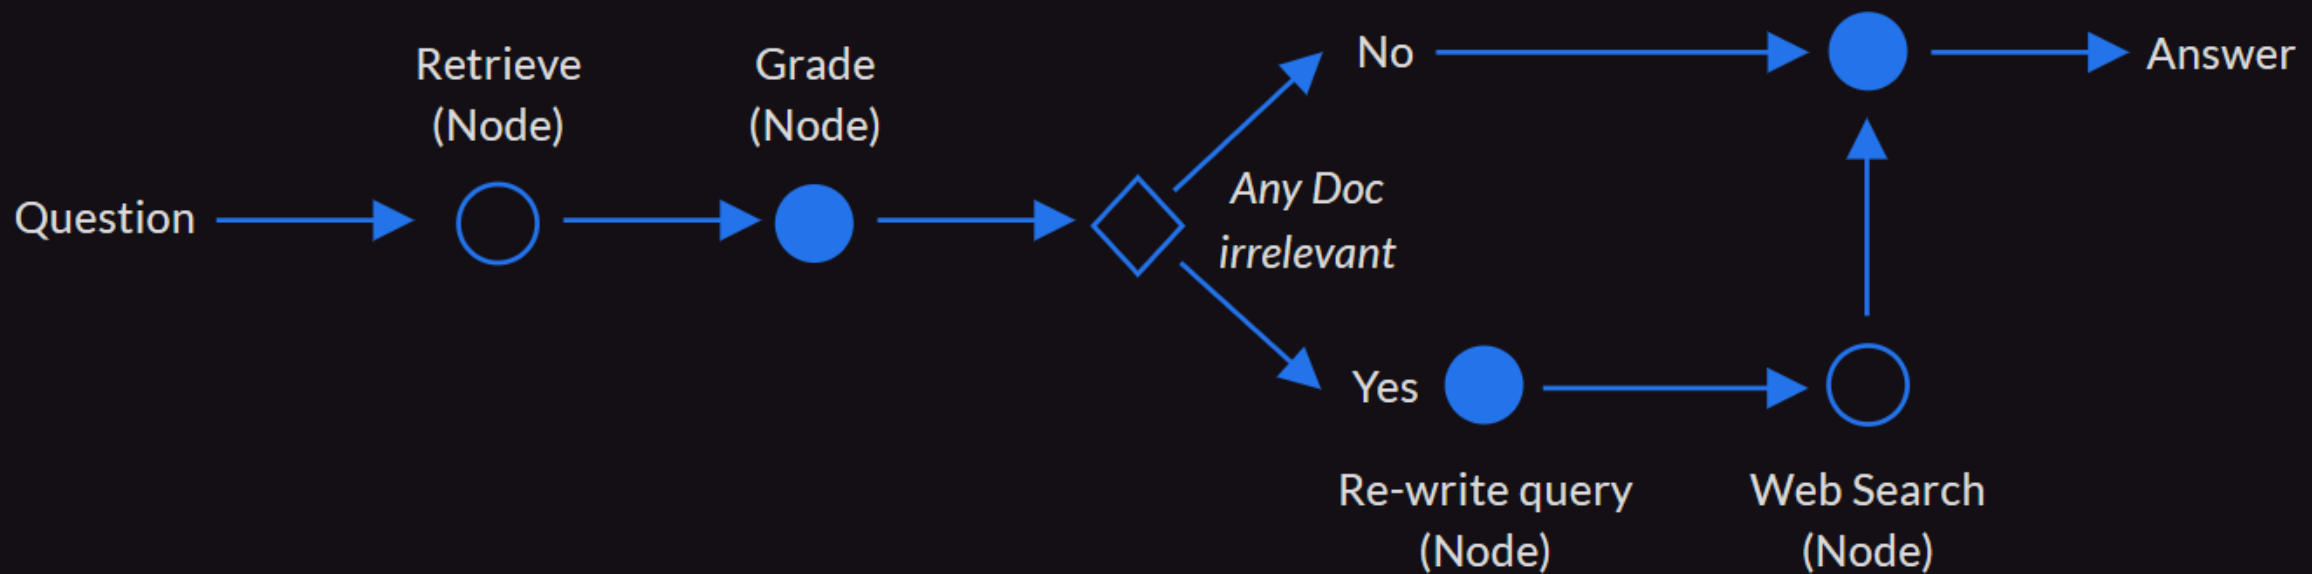 Question
Retrieve
(Node)
Grade
(Node)
Any Doc
irrelevant
No
Answer
Yes
Re-write query
(Node)
Web Search
(Node)